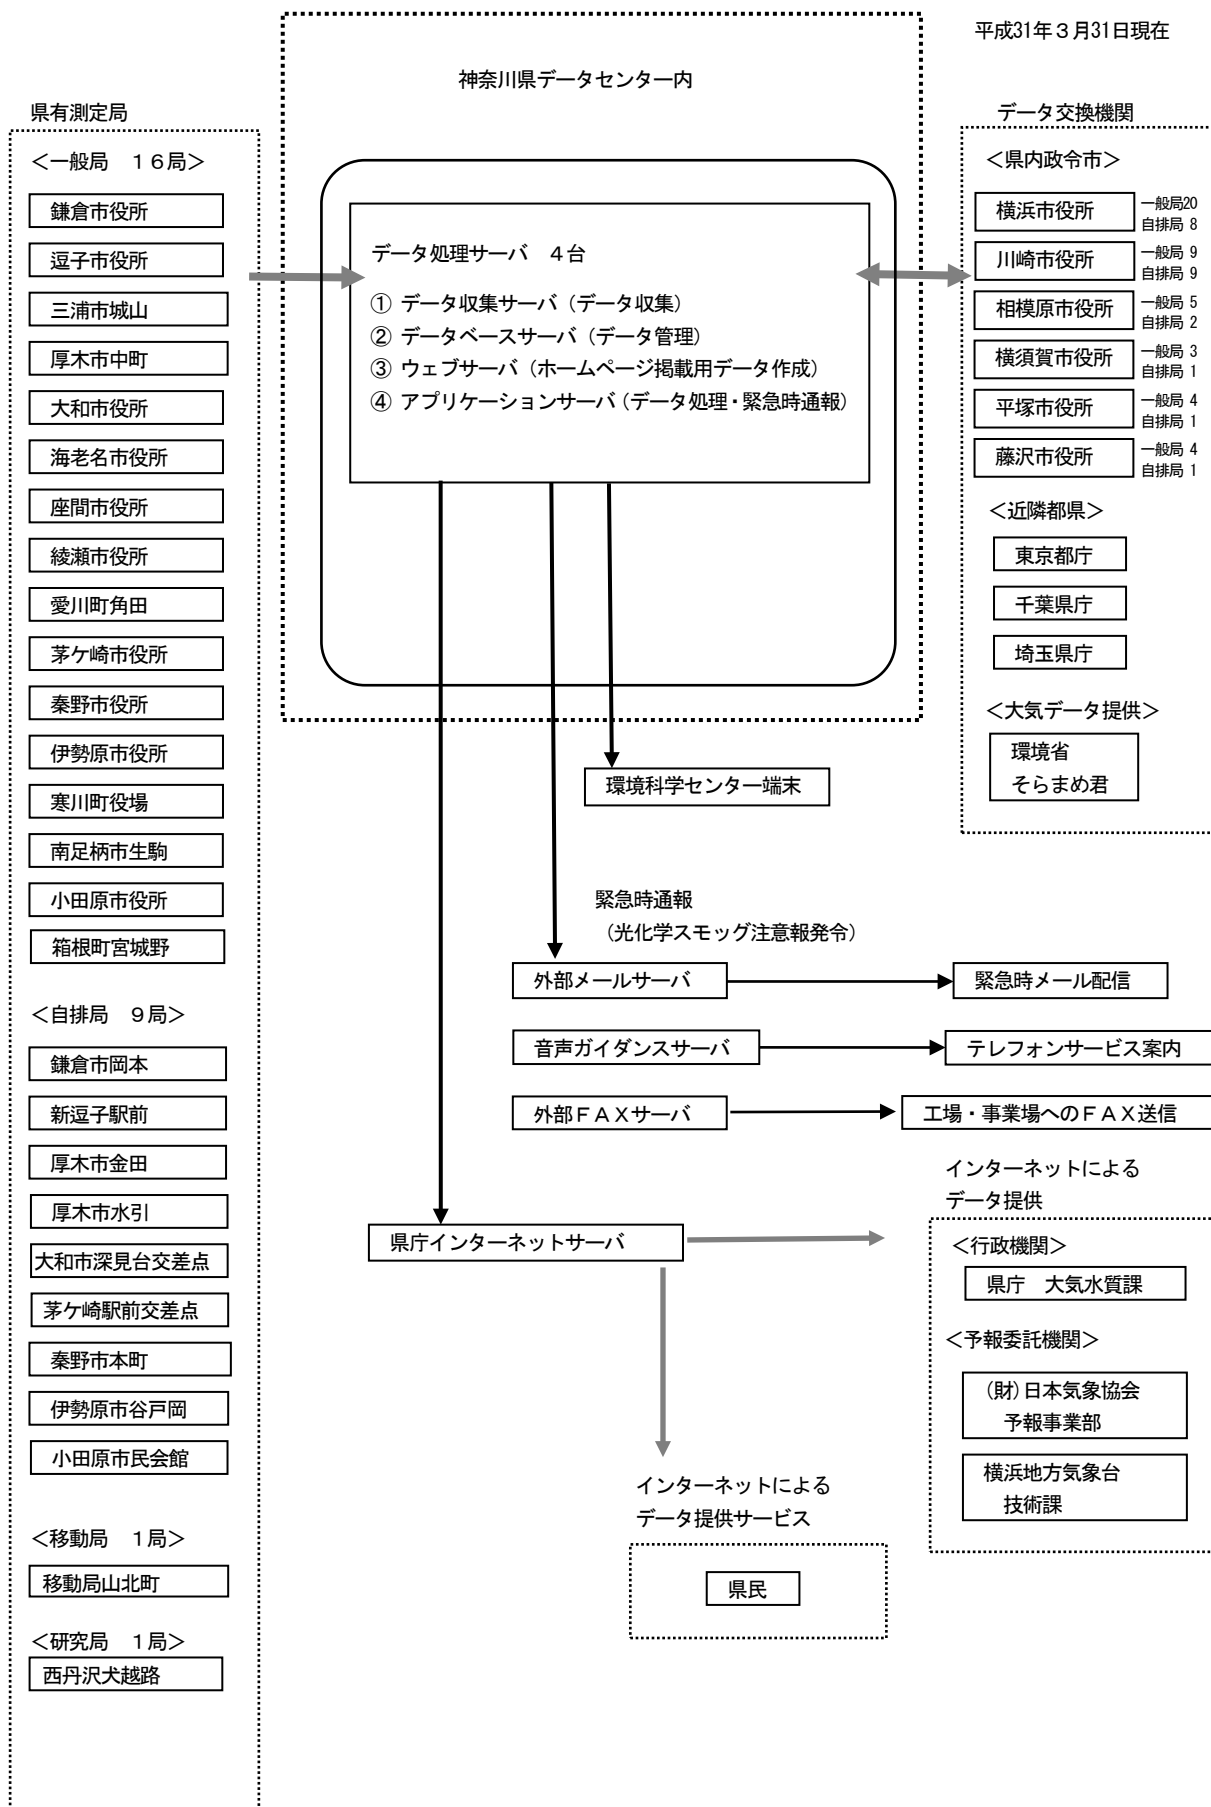 平成31年３月31日現在
神奈川県データセンター内
県有測定局
＜一般局　１６局＞
鎌倉市役所
逗子市役所
三浦市城山
厚木市中町
大和市役所
海老名市役所
座間市役所
綾瀬市役所
愛川町角田
茅ケ崎市役所
秦野市役所
伊勢原市役所
寒川町役場
南足柄市生駒
小田原市役所
箱根町宮城野
＜自排局　９局＞
鎌倉市岡本
新逗子駅前
厚木市金田
厚木市水引
大和市深見台交差点
茅ケ崎駅前交差点
秦野市本町
伊勢原市谷戸岡
小田原市民会館
＜移動局　１局＞
移動局山北町
＜研究局　１局＞
西丹沢犬越路
データ処理サーバ　４台
① データ収集サーバ（データ収集）
② データベースサーバ（データ管理）
③ ウェブサーバ（ホームページ掲載用データ作成）
④ アプリケーションサーバ（データ処理・緊急時通報）
データ交換機関
＜県内政令市＞
横浜市役所
一般局20
自排局 8
川崎市役所
一般局 9
自排局 9
相模原市役所
一般局 5
自排局 2
横須賀市役所
一般局 3
自排局 1
平塚市役所
一般局 4
自排局 1
藤沢市役所
一般局 4
自排局 1
＜近隣都県＞
東京都庁
千葉県庁
埼玉県庁
＜大気データ提供＞
環境省
そらまめ君
環境科学センター端末
緊急時通報
（光化学スモッグ注意報発令）
外部メールサーバ
緊急時メール配信
音声ガイダンスサーバ
テレフォンサービス案内
外部ＦＡＸサーバ
工場・事業場へのＦＡＸ送信
県庁インターネットサーバ
インターネットによる
データ提供
＜行政機関＞
県庁　大気水質課
＜予報委託機関＞
（財）日本気象協会
予報事業部
横浜地方気象台
技術課
インターネットによる
データ提供サービス
県民